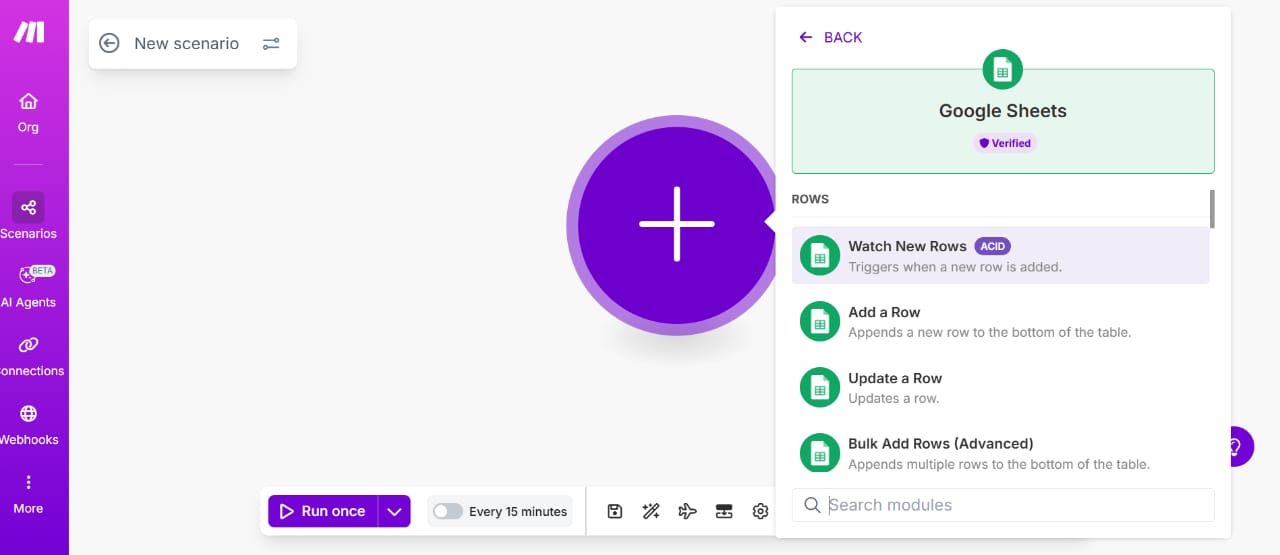 New scenario
Org
Scenarios
BETA
AI Agents
onnections
Webhooks
More
Run once
Every 15 minutes
BACK
Google Sheets
Verified
ROWS
Watch New Rows ACID
Triggers when a new row is added.
Add a Row
Appends a new row to the bottom of the table.
Update a Row
Updates a row.
Bulk Add Rows (Advanced)
Appends multiple rows to the bottom of the table.
Search modules